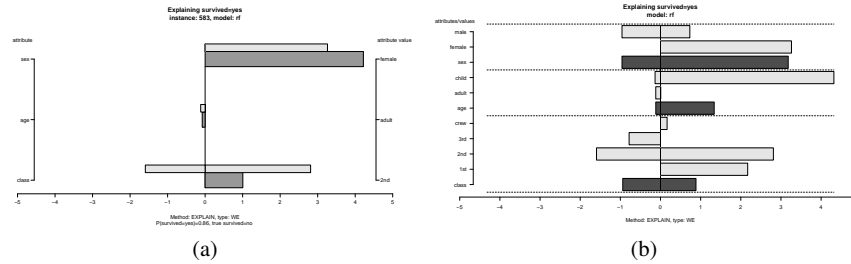 Explaining survived=yes
instance: 583, model: rf
attribute
attribute value
sex
female
age
adult
class
2nd
−5 −4 −3 −2 −1 0 1 2 3 4 5
Method: EXPLAIN, type: WE
P(survived=yes)=0.86, true survived=no
(a)
Explaining survived=yes
model: rf
attributes/values
male
female
sex
child
adult
age
crew
3rd
2nd
1st
class
−5 −4 −3 −2 −1 0 1 2 3 4
Method: EXPLAIN, type: WE
(b)